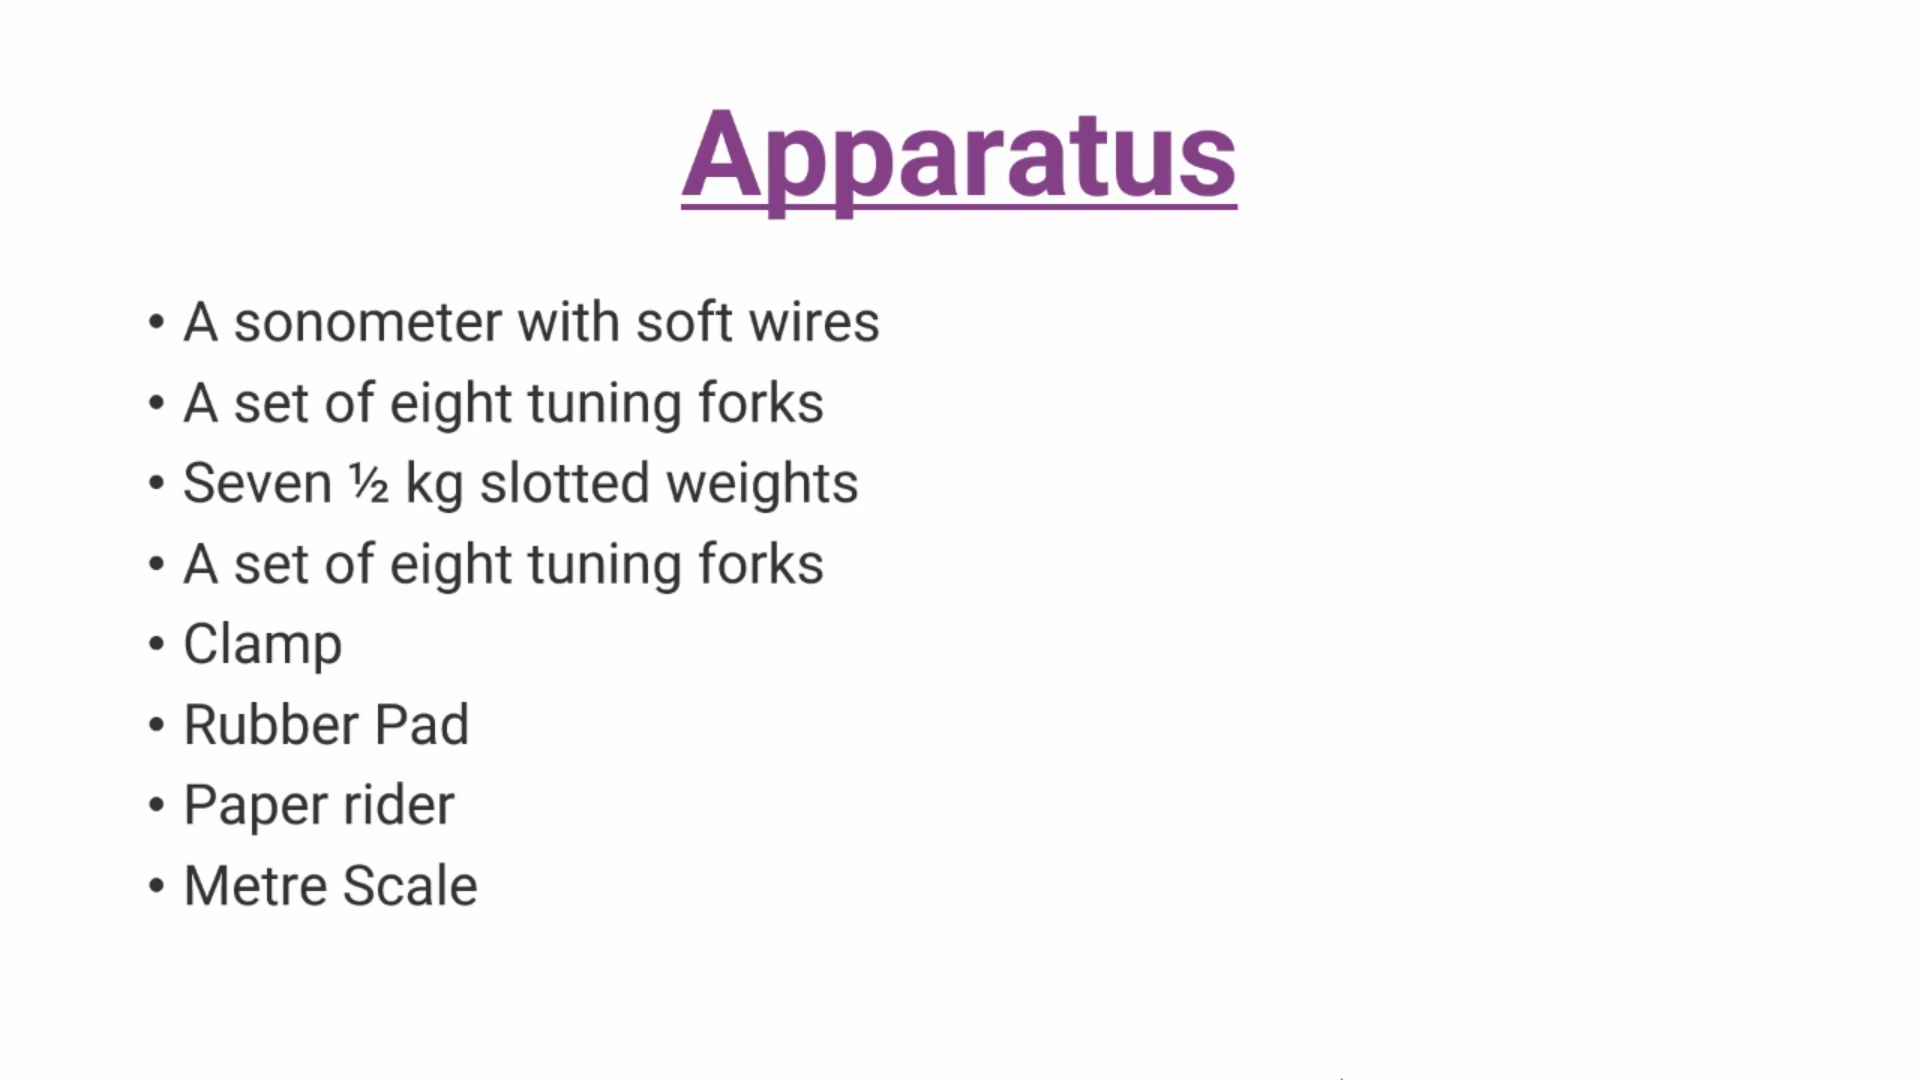 Apparatus
• A sonometer with soft wires
• A set of eight tuning forks
• Seven ½ kg slotted weights
• A set of eight tuning forks
• Clamp
• Rubber Pad
• Paper rider
• Metre Scale